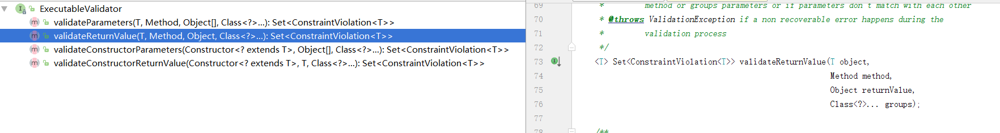 ExecutableValidator
validateParameters(T, Method, Object[], Class<?>...): Set<ConstraintViolation<T>>
validateReturnValue(T, Method, Object, Class<?>...): Set<ConstraintViolation<T>>
validateConstructorParameters(Constructor<? extends T>, Object[], Class<?>...): Set<ConstraintViolation<T>>
validateConstructorReturnValue(Constructor<? extends T>, T, Class<?>...): Set<ConstraintViolation<T>>
69 * method or groups parameters or if parameters don't match with each other
70 * @throws ValidationException if a non recoverable error happens during the
71 * validation process
72 */
73 <T> Set<ConstraintViolation<T>> validateReturnValue(T object,
74 Method method,
75 Object returnValue,
76 Class<?>... groups);
77
78 /**